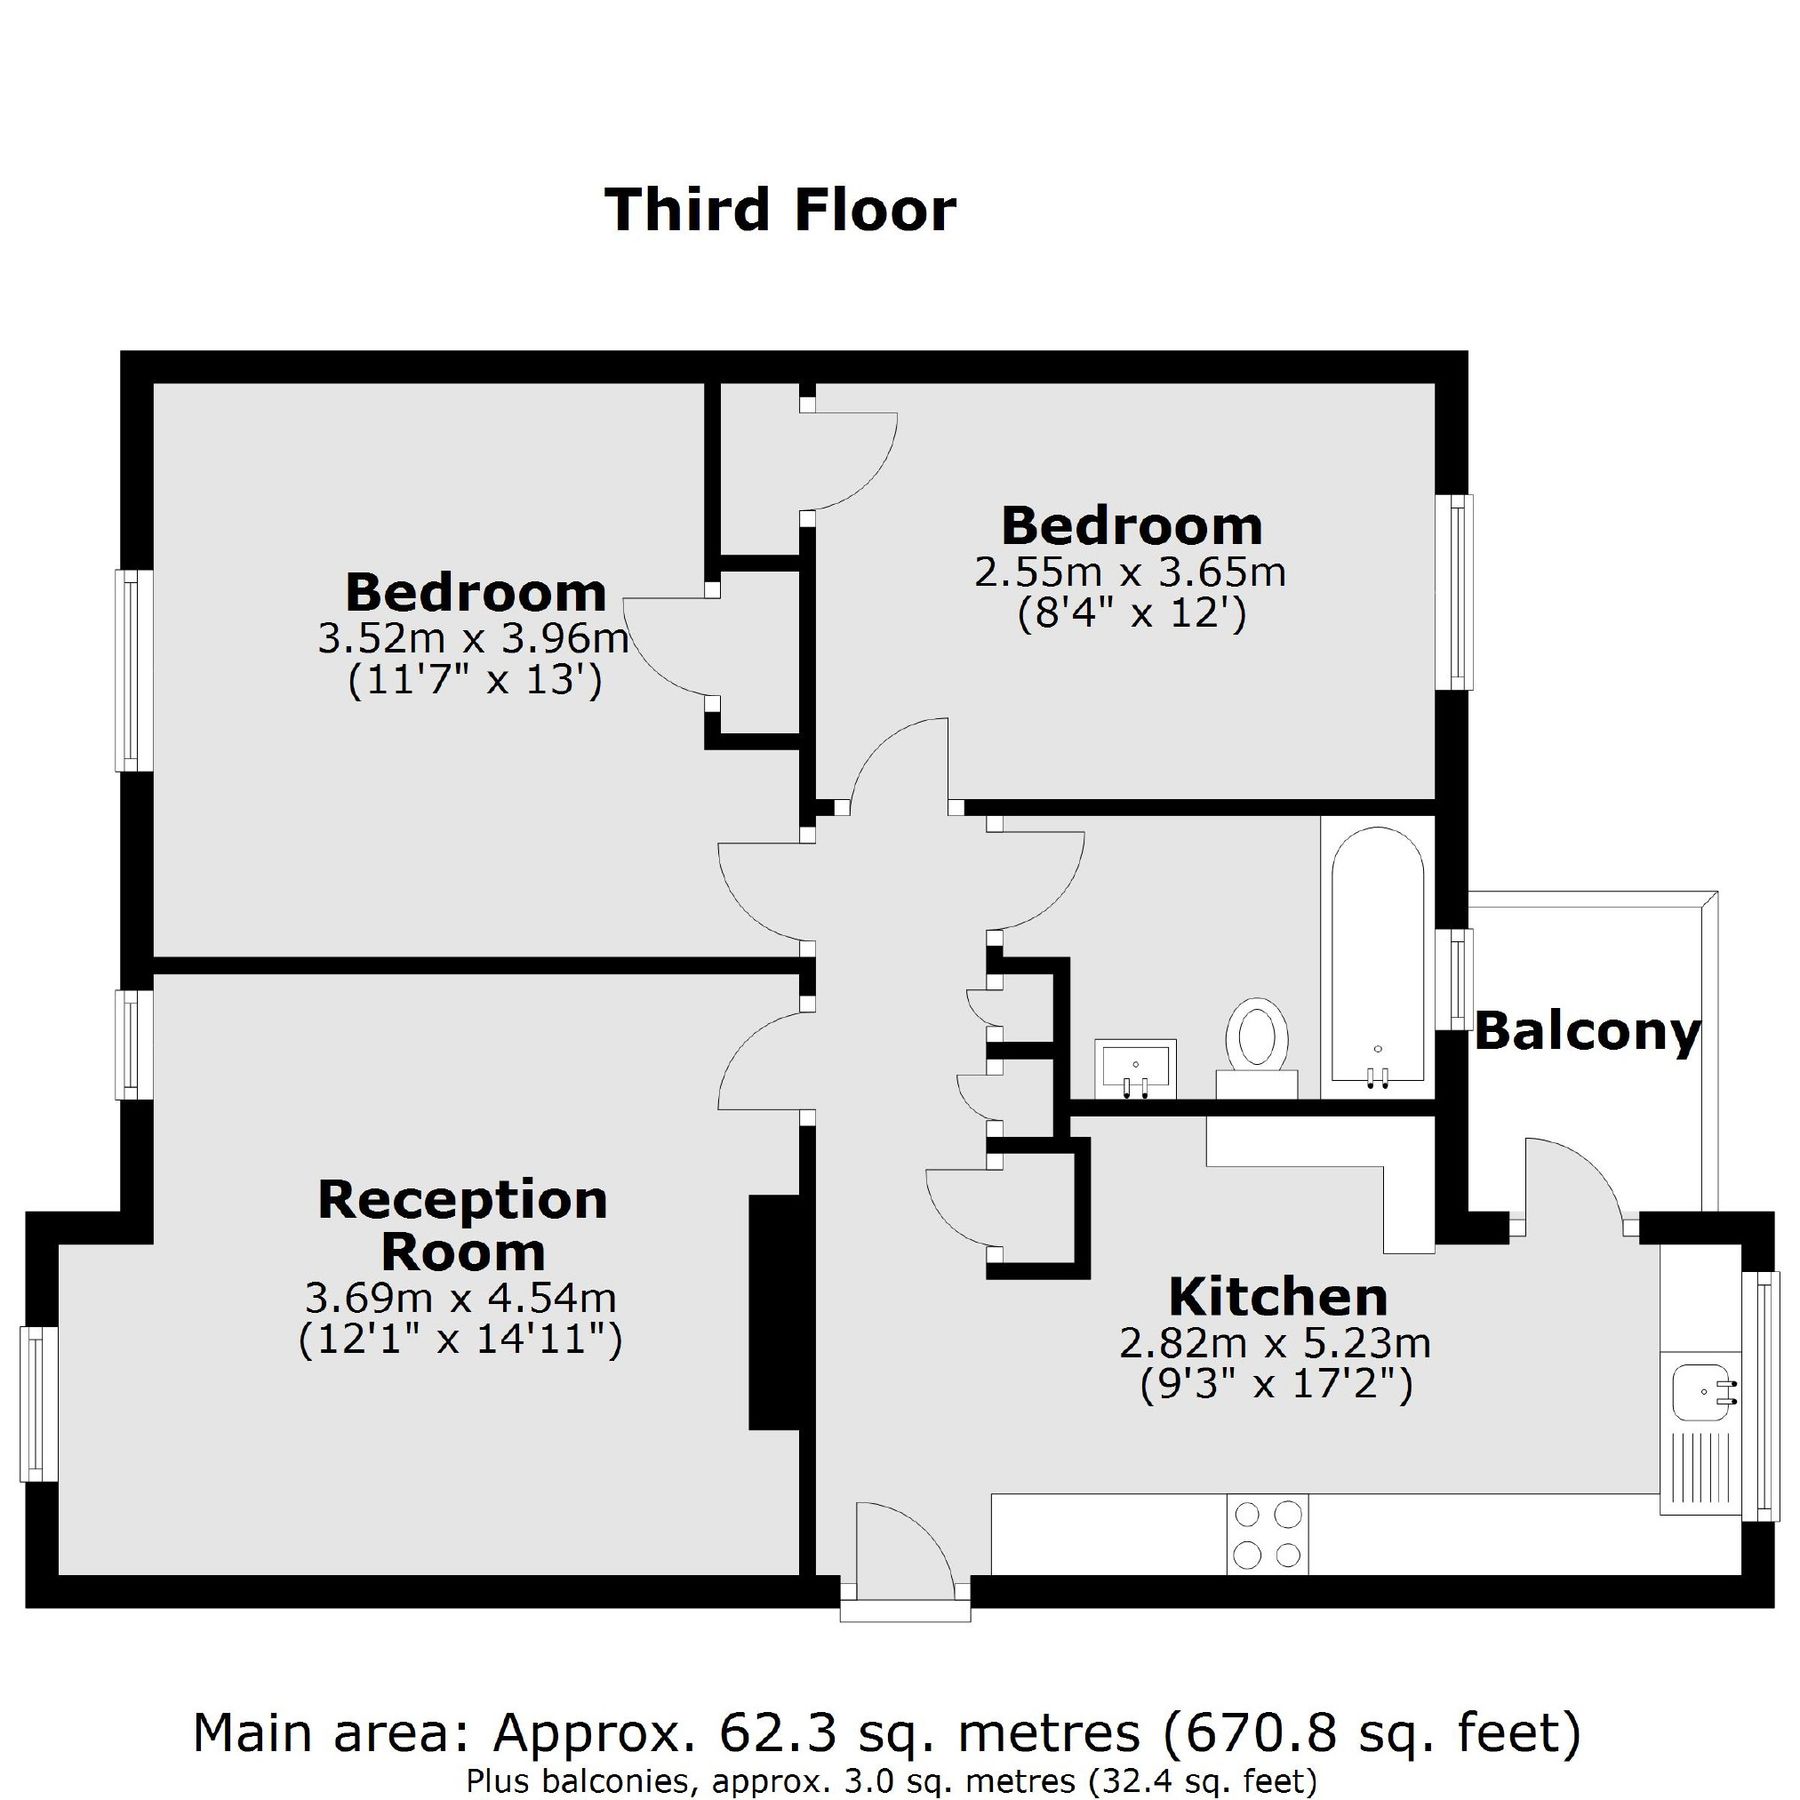 Third Floor
Bedroom
2.55m x 3.65m
(8'4" x 12')
Bedroom
3.52m x 3.96m
(11'7" x 13')
Balcony
Reception
Room
3.69m x 4.54m
(12'1" x 14'11")
Kitchen
2.82m x 5.23m
(9'3" x 17'2")
Main area: Approx. 62.3 sq. metres (670.8 sq. feet)
Plus balconies, approx. 3.0 sq. metres (32.4 sq. feet)